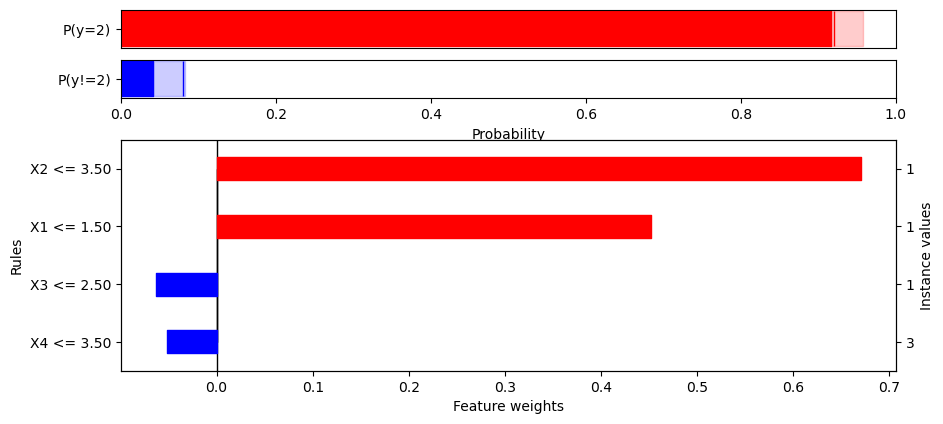 P(y=2)
P(y!=2)
0.0 0.2 0.4 0.6 0.8 1.0
Probability
Rules
X2 <= 3.50 1
X1 <= 1.50 1
X3 <= 2.50 1
X4 <= 3.50 3
Instance values
0.0 0.1 0.2 0.3 0.4 0.5 0.6 0.7
Feature weights